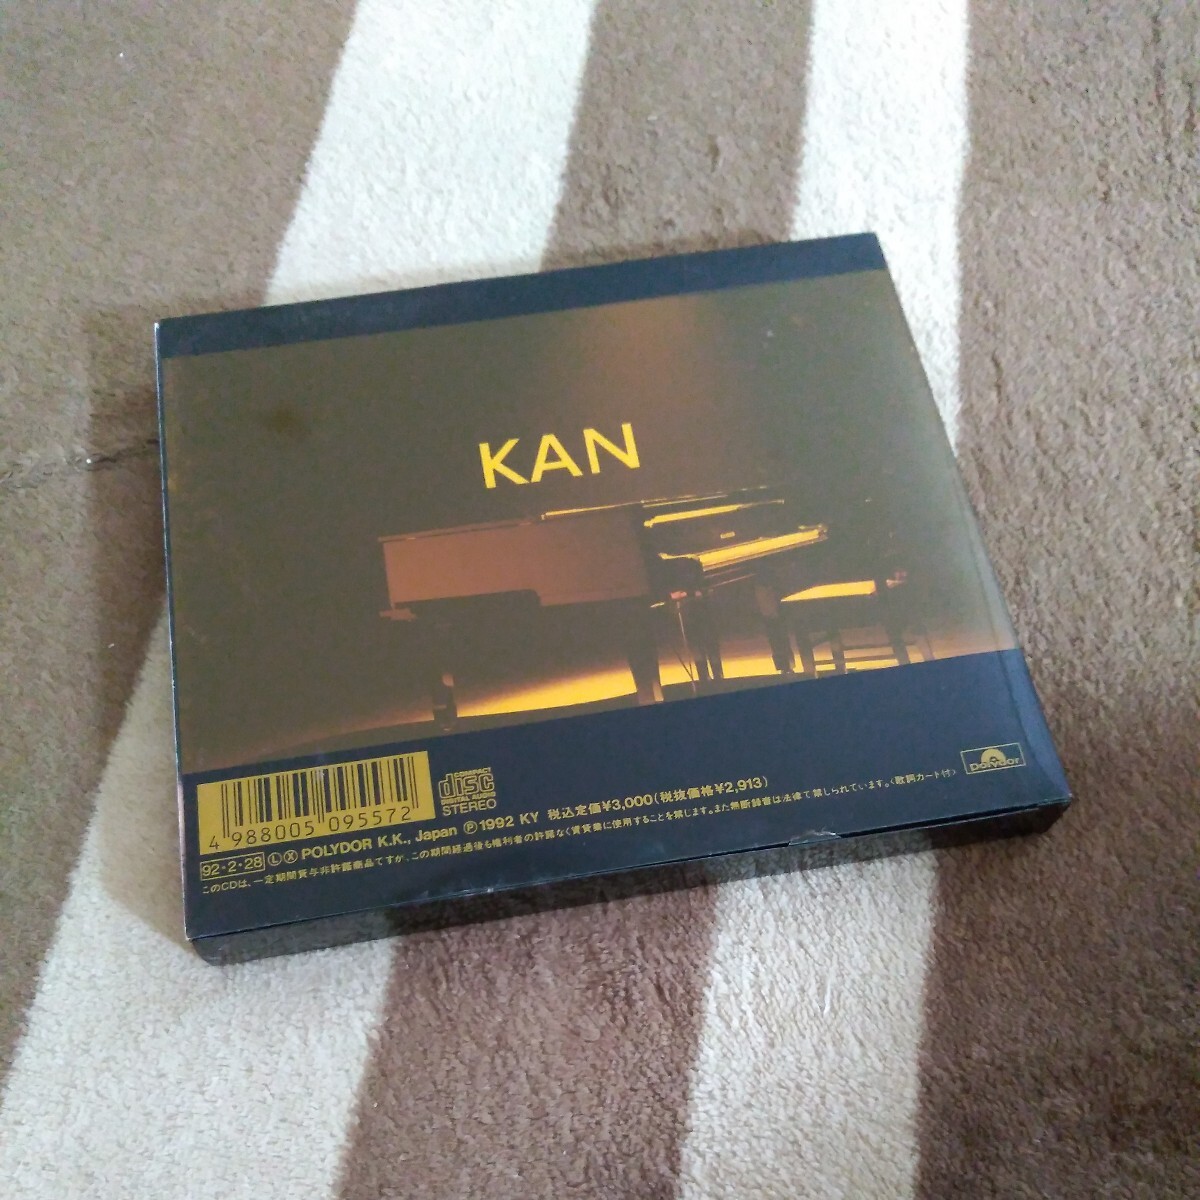 KAN
4 988005 095572
COMPACT
disc
DIGITAL AUDIO
STEREO
polydor
92・2・28 Ⓛ Ⓧ POLYDOR K.K., Japan Ⓟ1992 KY 税込定価¥3,000(税抜価格¥2,913)
このCDは、一定期間貸与非許諾商品ですが、この期間経過後も権利者の許諾なく賃貸業に使用することを禁じます。また無断録音は法律で禁じられています。〈歌詞カード付〉